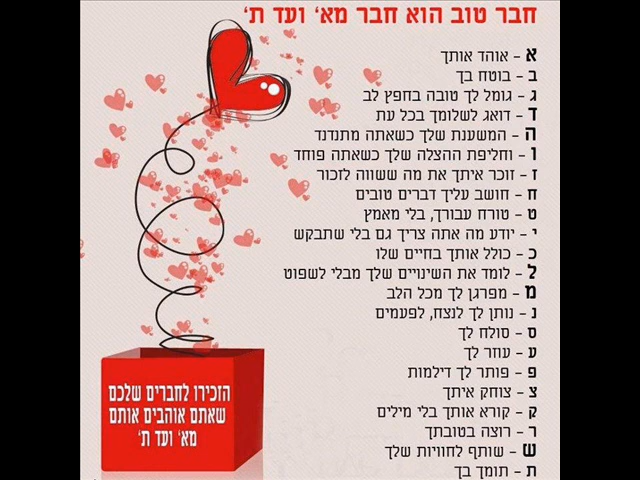 חבר טוב הוא חבר מא' ועד ת'
א - אוהד אותך
ב - בוטח בך
ג - גומל לך טובה בחפץ לב
ד - דואג לשלומך בכל עת
ה - המשענת שלך כשאתה מתנדנד
ו - וחליפת ההצלה שלך כשאתה פוחד
ז - זוכר איתך את מה ששווה לזכור
ח - חושב עליך דברים טובים
ט - טורח עבורך, בלי מאמץ
י - יודע מה אתה צריך גם בלי שתבקש
כ - כולל אותך בחיים שלו
ל - לומד את השינויים שלך מבלי לשפוט
מ - מפרגן לך מכל הלב
נ - נותן לך לנצח, לפעמים
ס - סולח לך
ע - עוזר לך
פ - פותר לך דילמות
צ - צוחק איתך
ק - קורא אותך בלי מילים
ר - רוצה בטובתך
ש - שותף לחוויות שלך
ת - תומך בך
הזכירו לחברים שלכם
שאתם אוהבים אותם
מא' ועד ת'